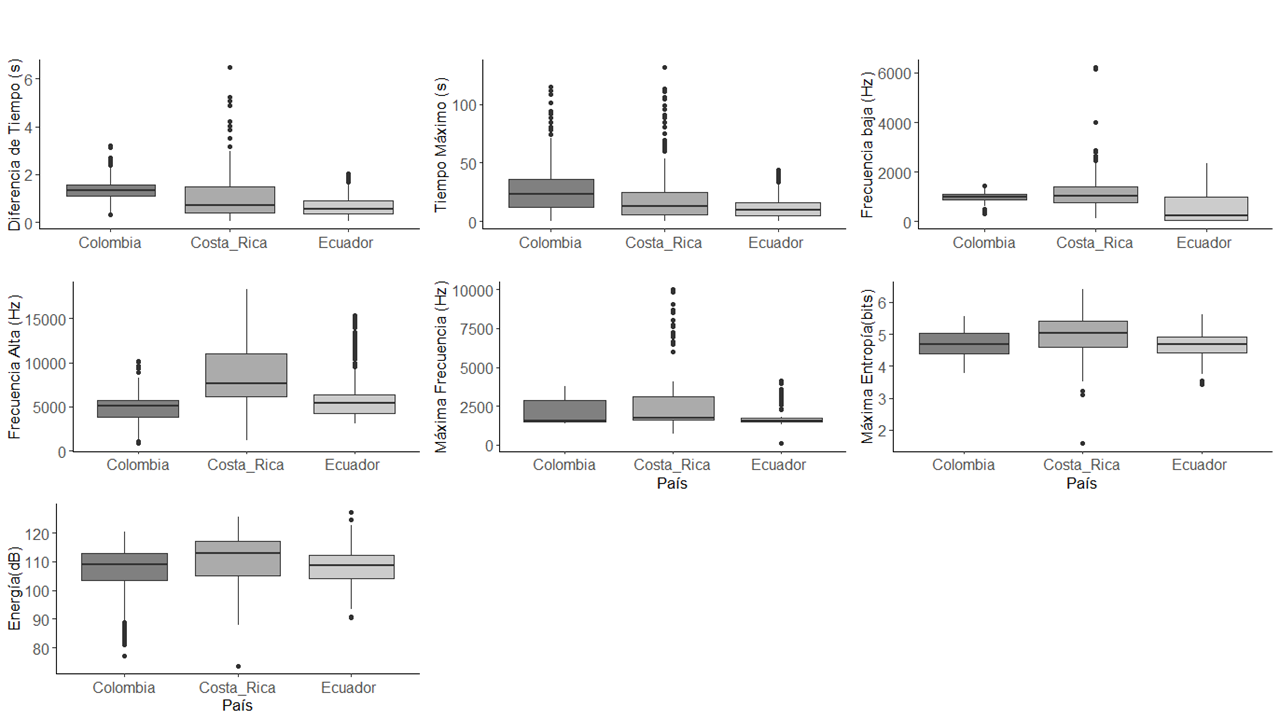 Diferencia de Tiempo (s)
6
4
2
0
Colombia Costa_Rica Ecuador
Tiempo Máximo (s)
100
50
0
Colombia Costa_Rica Ecuador
Frecuencia baja (Hz)
6000
4000
2000
0
Colombia Costa_Rica Ecuador
Frecuencia Alta (Hz)
15000
10000
5000
0
Colombia Costa_Rica Ecuador
Máxima Frecuencia (Hz)
10000
7500
5000
2500
0
Colombia Costa_Rica Ecuador
País
Máxima Entropía(bits)
6
5
4
3
2
Colombia Costa_Rica Ecuador
País
Energía(dB)
120
110
100
90
80
Colombia Costa_Rica Ecuador
País